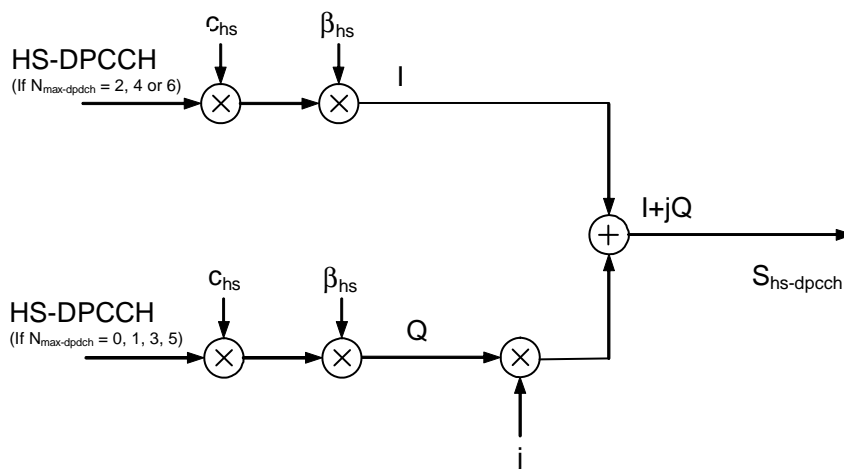 c_hs
β_hs
HS-DPCCH
(If N_max-dpdch = 2, 4 or 6)
I
I+jQ
S_hs-dpcch
c_hs
β_hs
HS-DPCCH
(If N_max-dpdch = 0, 1, 3, 5)
Q
j